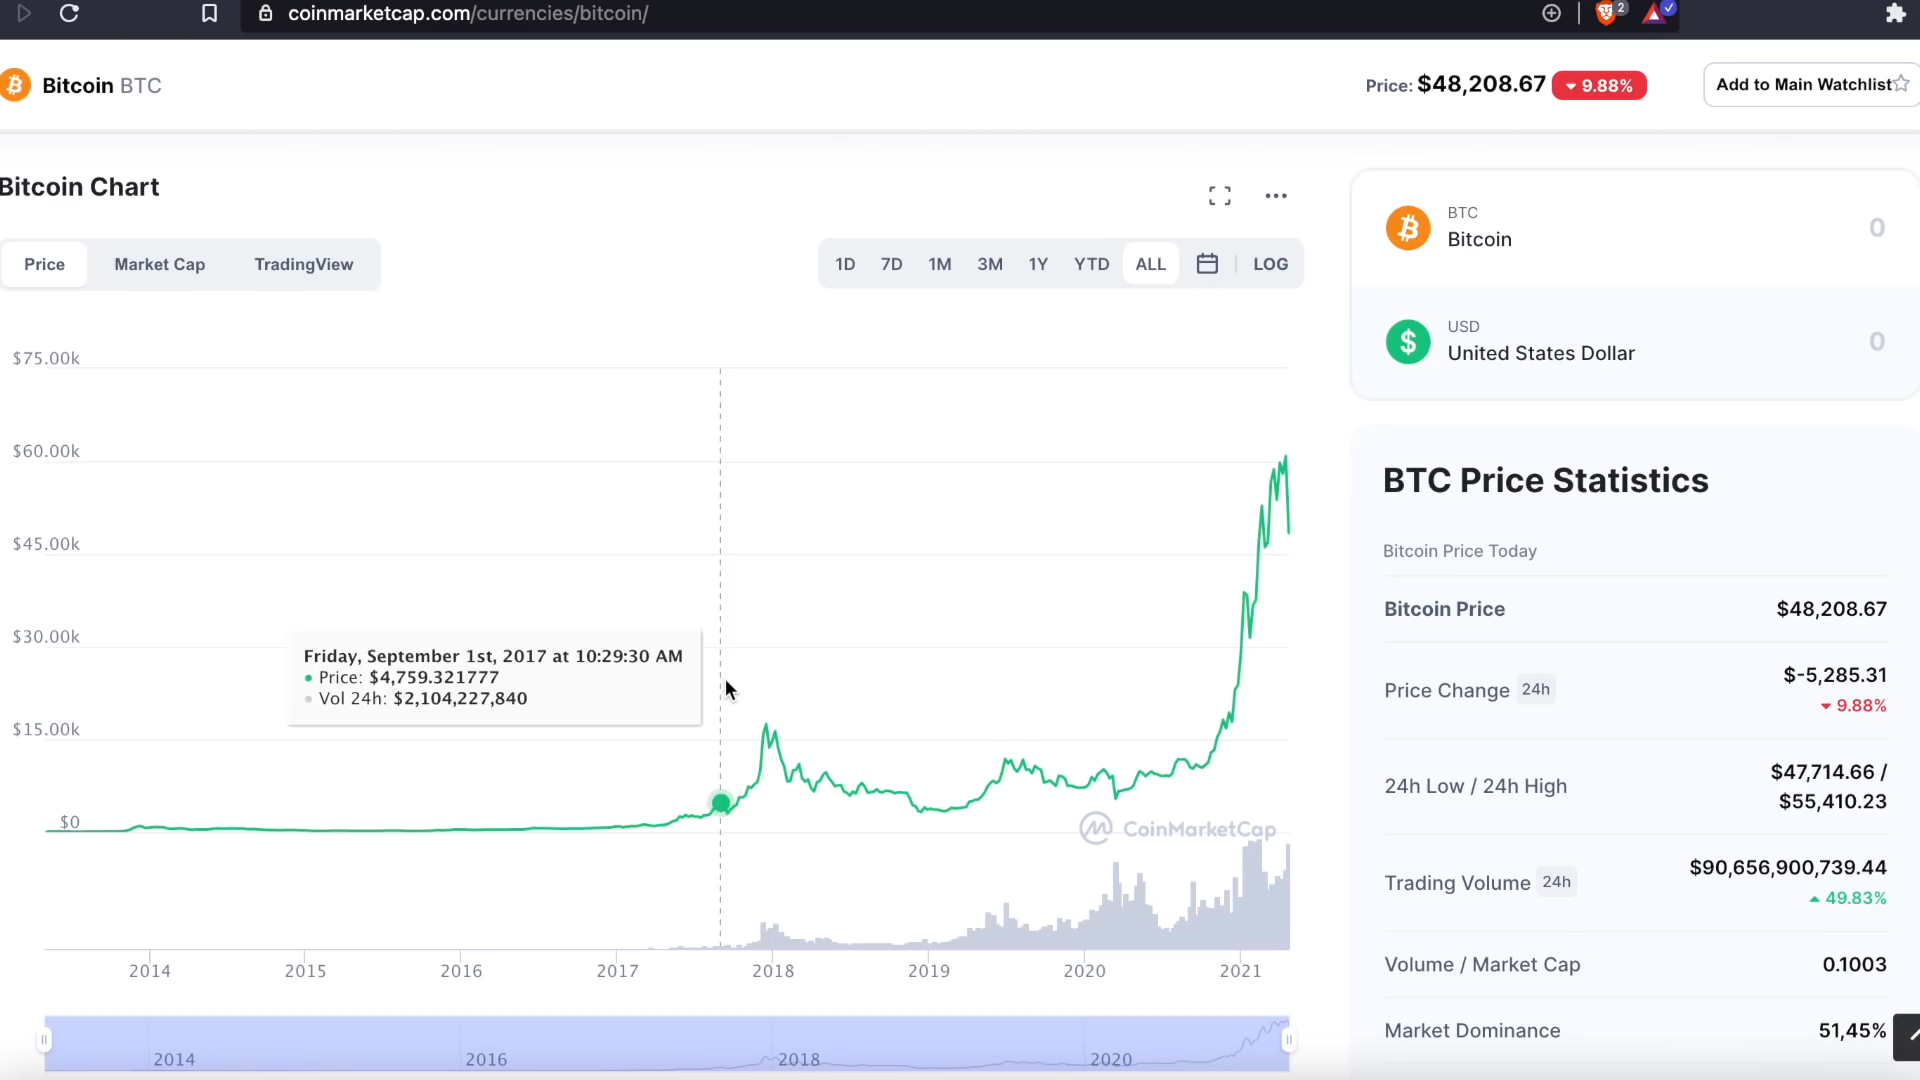 coinmarketcap.com/currencies/bitcoin/
2
Bitcoin BTC
Price: $48,208.67 9.88%
Add to Main Watchlist
Bitcoin Chart
Price Market Cap TradingView
1D 7D 1M 3M 1Y YTD ALL LOG
BTC
Bitcoin
0
USD
United States Dollar
0
$75.00k
$60.00k
$45.00k
$30.00k
$15.00k
$0
Friday, September 1st, 2017 at 10:29:30 AM
Price: $4,759.321777
Vol 24h: $2,104,227,840
CoinMarketCap
2014 2015 2016 2017 2018 2019 2020 2021
2014 2016 2018 2020
BTC Price Statistics
Bitcoin Price Today
Bitcoin Price $48,208.67
Price Change 24h $-5,285.31
9.88%
24h Low / 24h High $47,714.66 /
$55,410.23
Trading Volume 24h $90,656,900,739.44
49.83%
Volume / Market Cap 0.1003
Market Dominance 51,45%